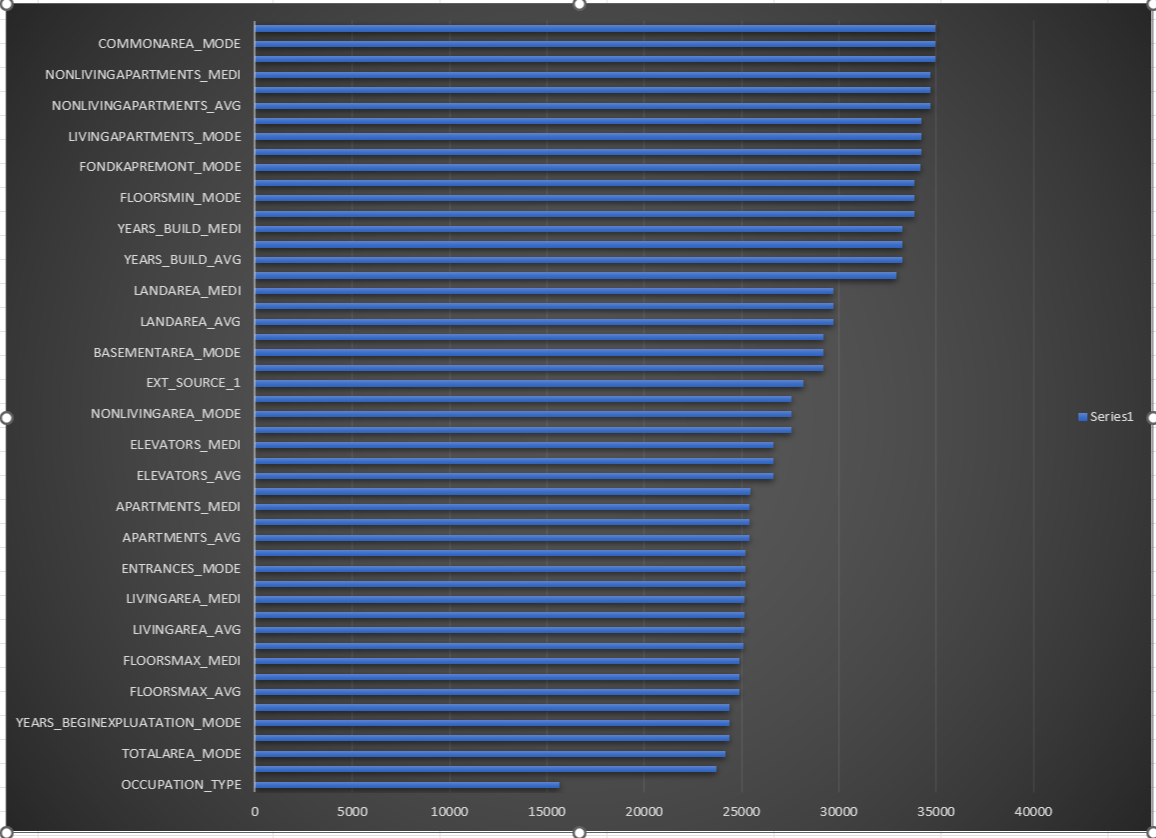 COMMONAREA_MODE
NONLIVINGAPARTMENTS_MEDI
NONLIVINGAPARTMENTS_AVG
LIVINGAPARTMENTS_MODE
FONDKAPREMONT_MODE
FLOORSMIN_MODE
YEARS_BUILD_MEDI
YEARS_BUILD_AVG
LANDAREA_MEDI
LANDAREA_AVG
BASEMENTAREA_MODE
EXT_SOURCE_1
NONLIVINGAREA_MODE
Series1
ELEVATORS_MEDI
ELEVATORS_AVG
APARTMENTS_MEDI
APARTMENTS_AVG
ENTRANCES_MODE
LIVINGAREA_MEDI
LIVINGAREA_AVG
FLOORSMAX_MEDI
FLOORSMAX_AVG
YEARS_BEGINEXPLUATATION_MODE
TOTALAREA_MODE
OCCUPATION_TYPE
0 5000 10000 15000 20000 25000 30000 35000 40000